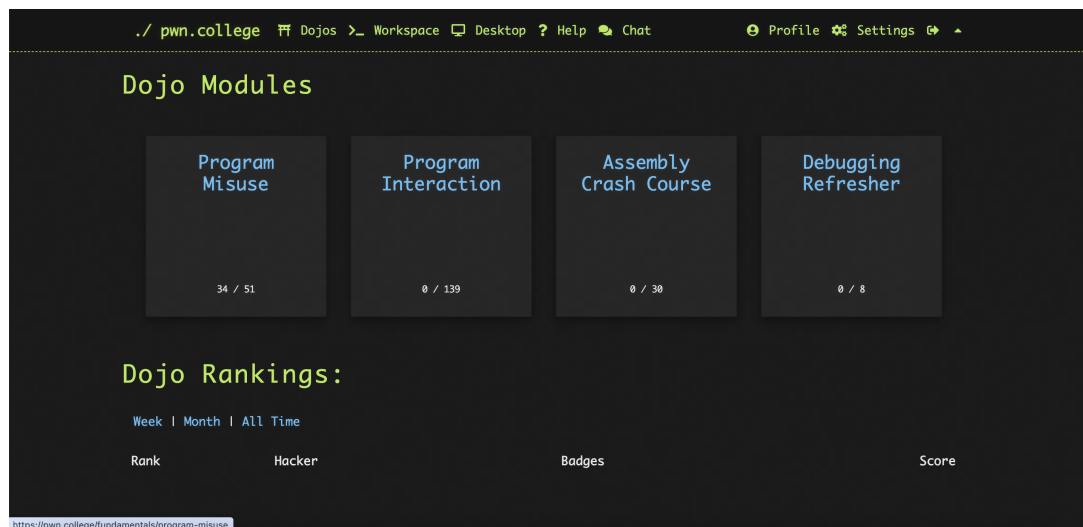 ./ pwn.college Dojos Workspace Desktop ? Help Chat Profile Settings
Dojo Modules
Program
Misuse
34 / 51
Program
Interaction
0 / 139
Assembly
Crash Course
0 / 30
Debugging
Refresher
0 / 8
Dojo Rankings:
Week | Month | All Time
Rank Hacker Badges Score
https://pwn.college/fundamentals/program-misuse